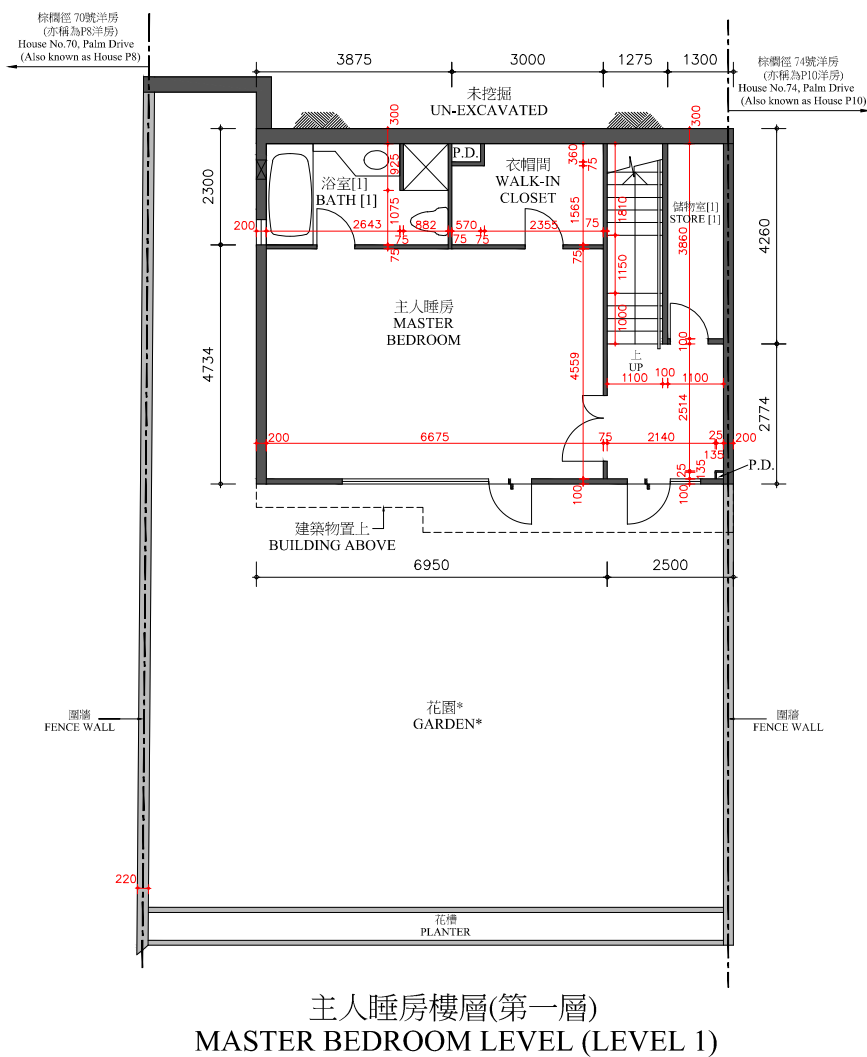 棕櫚徑 70號洋房
(亦稱為P8洋房)
House No.70, Palm Drive
(Also known as House P8)
棕櫚徑 74號洋房
(亦稱為P10洋房)
House No.74, Palm Drive
(Also known as House P10)
3875
3000
1275
1300
未挖掘
UN-EXCAVATED
300
300
2300
4734
4260
2774
浴室[1]
BATH [1]
925
1075
P.D.
衣帽間
WALK-IN
CLOSET
360
75
1565
1810
儲物室[1]
STORE [1]
3860
200
2643
75
882
75
570
75
2355
75
75
75
1150
1000
主人睡房
MASTER
BEDROOM
4559
上
UP
100
1100
100
1100
2514
200
6675
75
2140
25
200
135
25
135
P.D.
100
100
建築物置上
BUILDING ABOVE
6950
2500
花園*
GARDEN*
圍牆
FENCE WALL
圍牆
FENCE WALL
220
花槽
PLANTER
主人睡房樓層(第一層)
MASTER BEDROOM LEVEL (LEVEL 1)